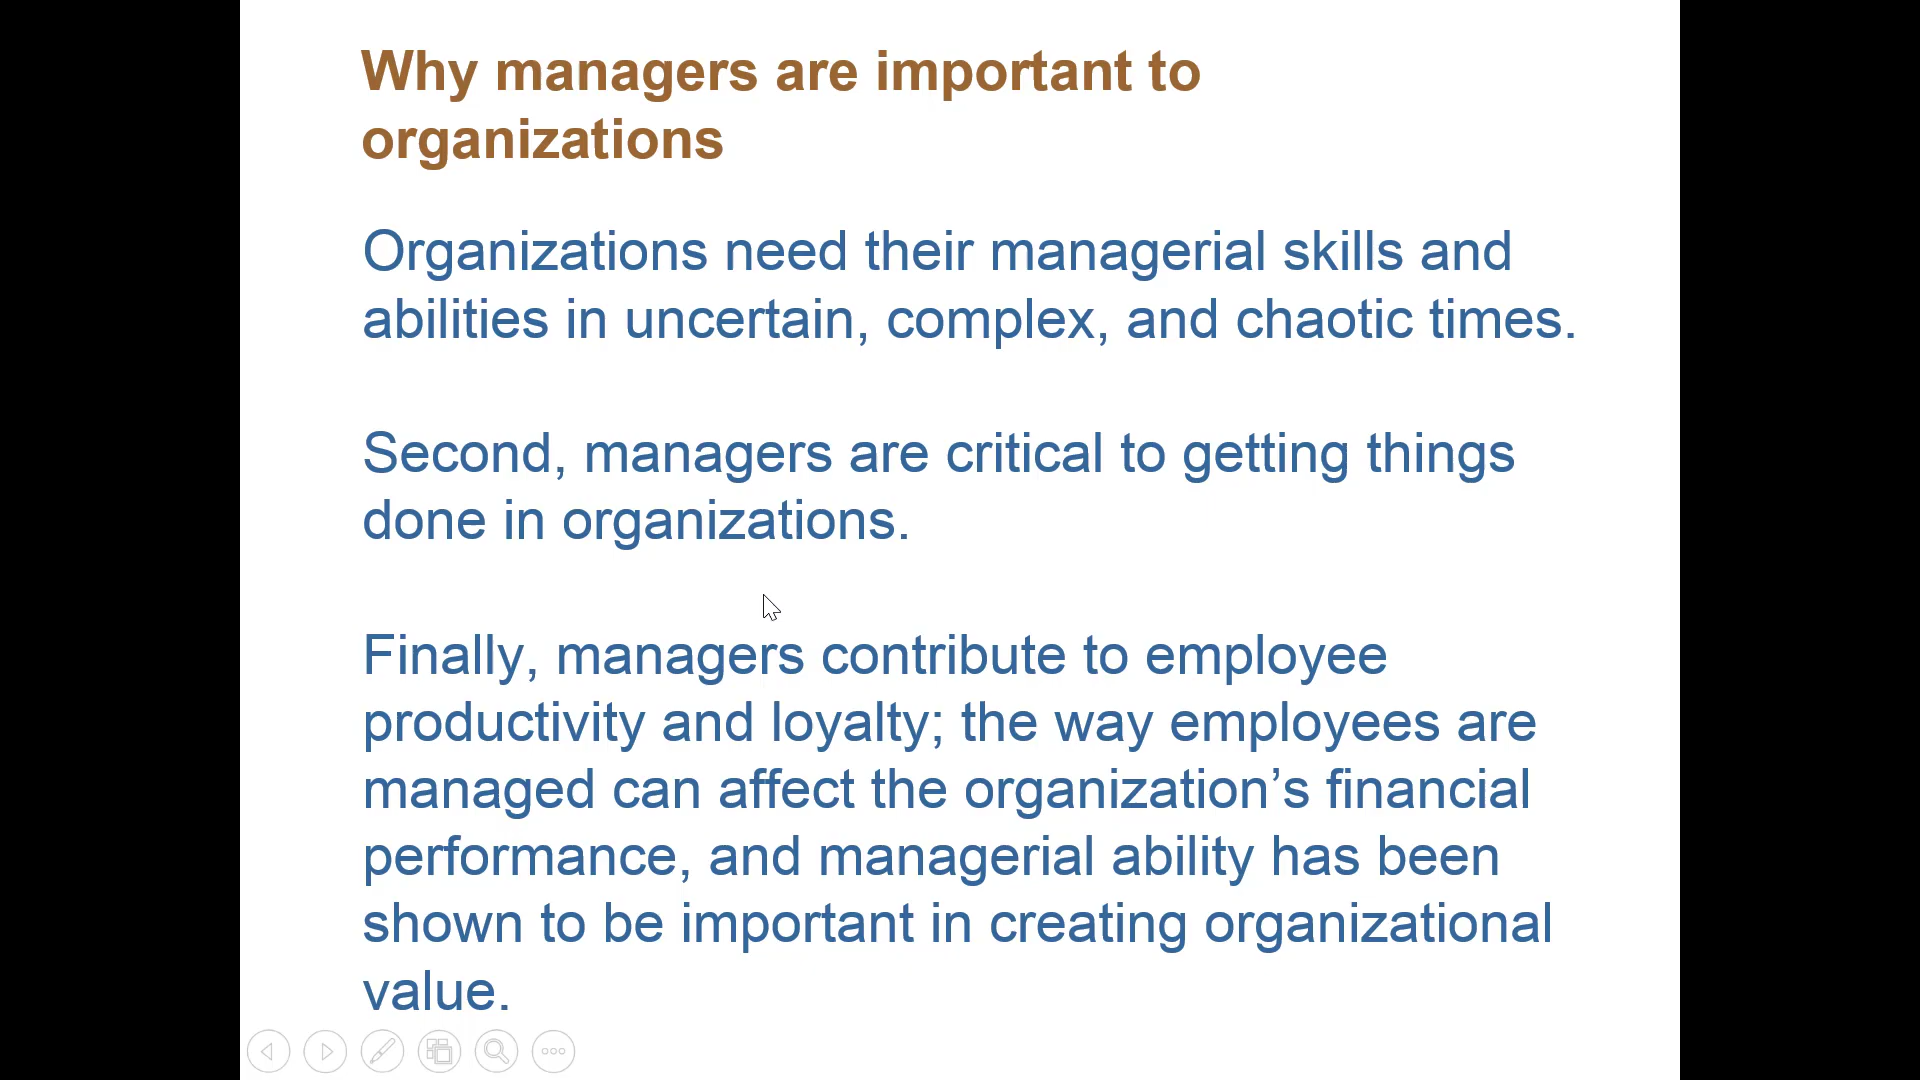 Why managers are important to
organizations
Organizations need their managerial skills and
abilities in uncertain, complex, and chaotic times.
Second, managers are critical to getting things
done in organizations.
Finally, managers contribute to employee
productivity and loyalty; the way employees are
managed can affect the organization’s financial
performance, and managerial ability has been
shown to be important in creating organizational
value.